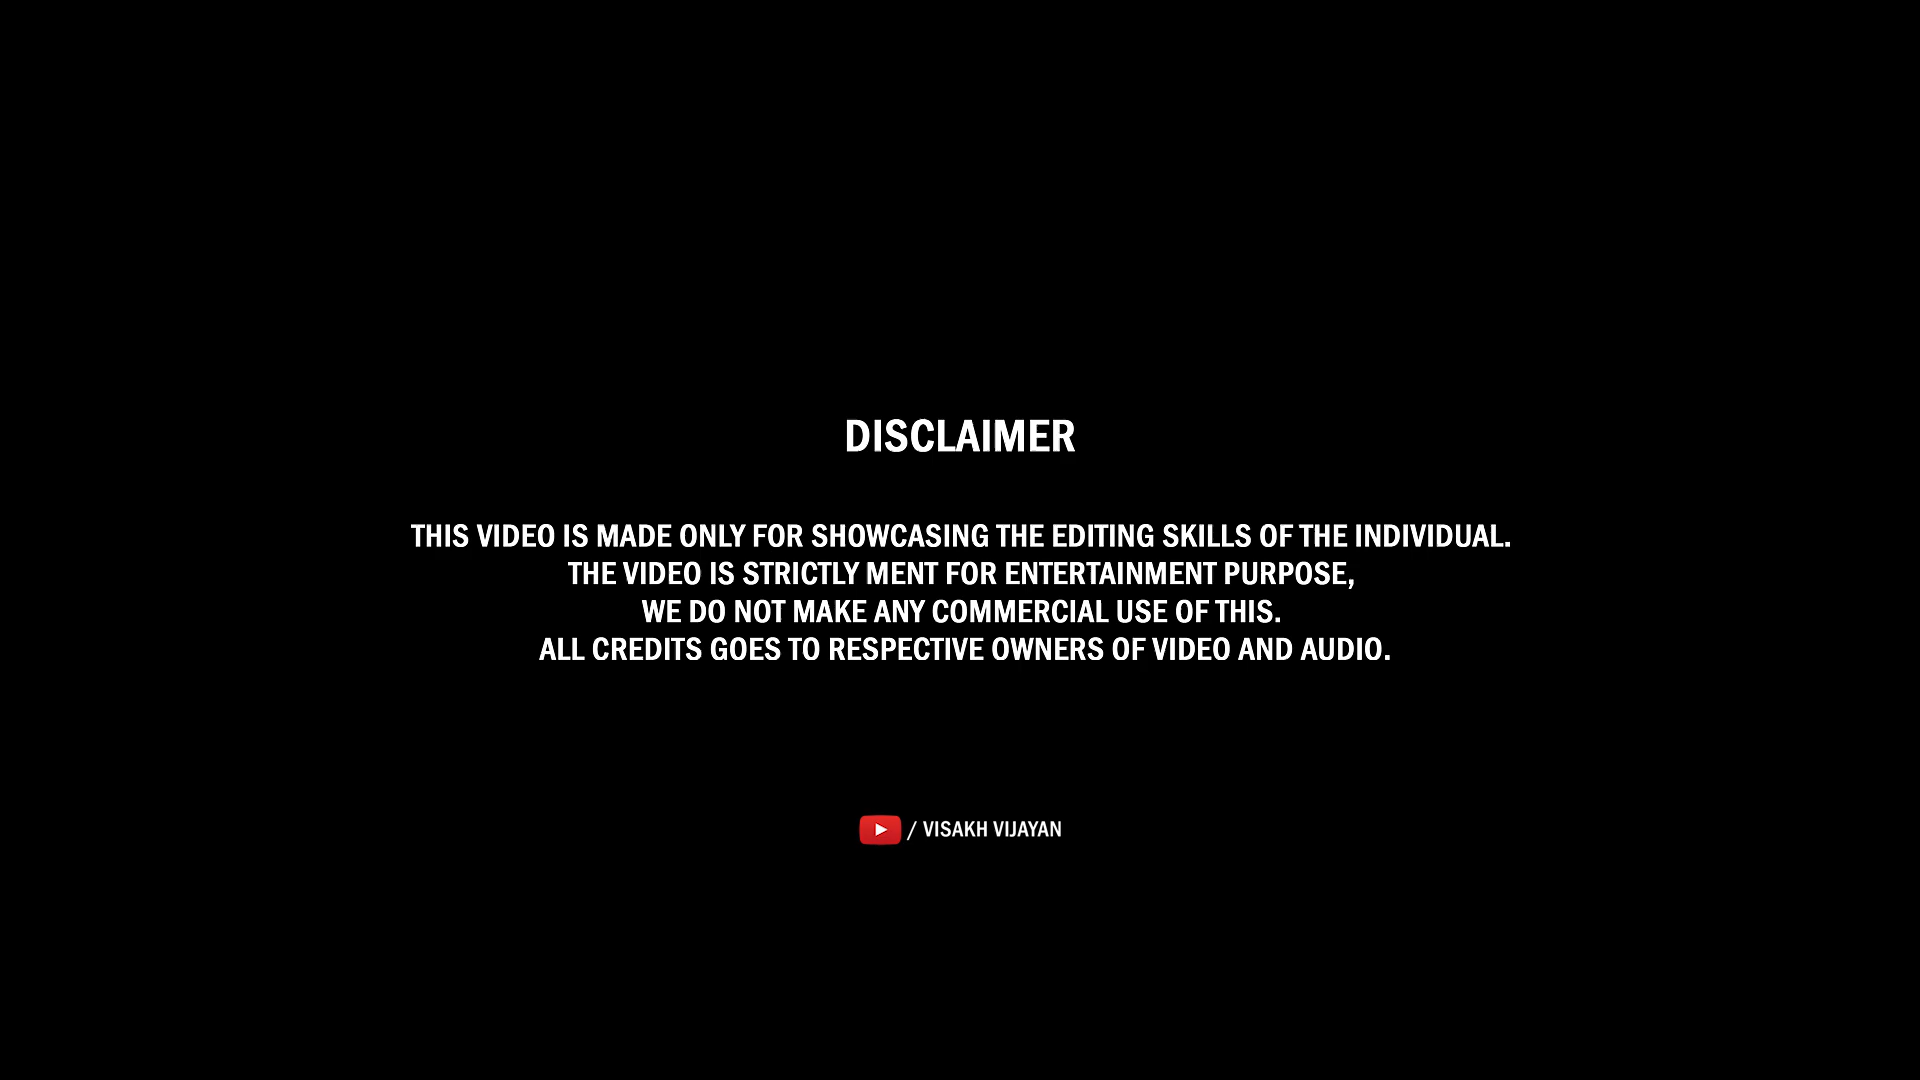 DISCLAIMER
THIS VIDEO IS MADE ONLY FOR SHOWCASING THE EDITING SKILLS OF THE INDIVIDUAL.
THE VIDEO IS STRICTLY MENT FOR ENTERTAINMENT PURPOSE,
WE DO NOT MAKE ANY COMMERCIAL USE OF THIS.
ALL CREDITS GOES TO RESPECTIVE OWNERS OF VIDEO AND AUDIO.
/ VISAKH VIJAYAN